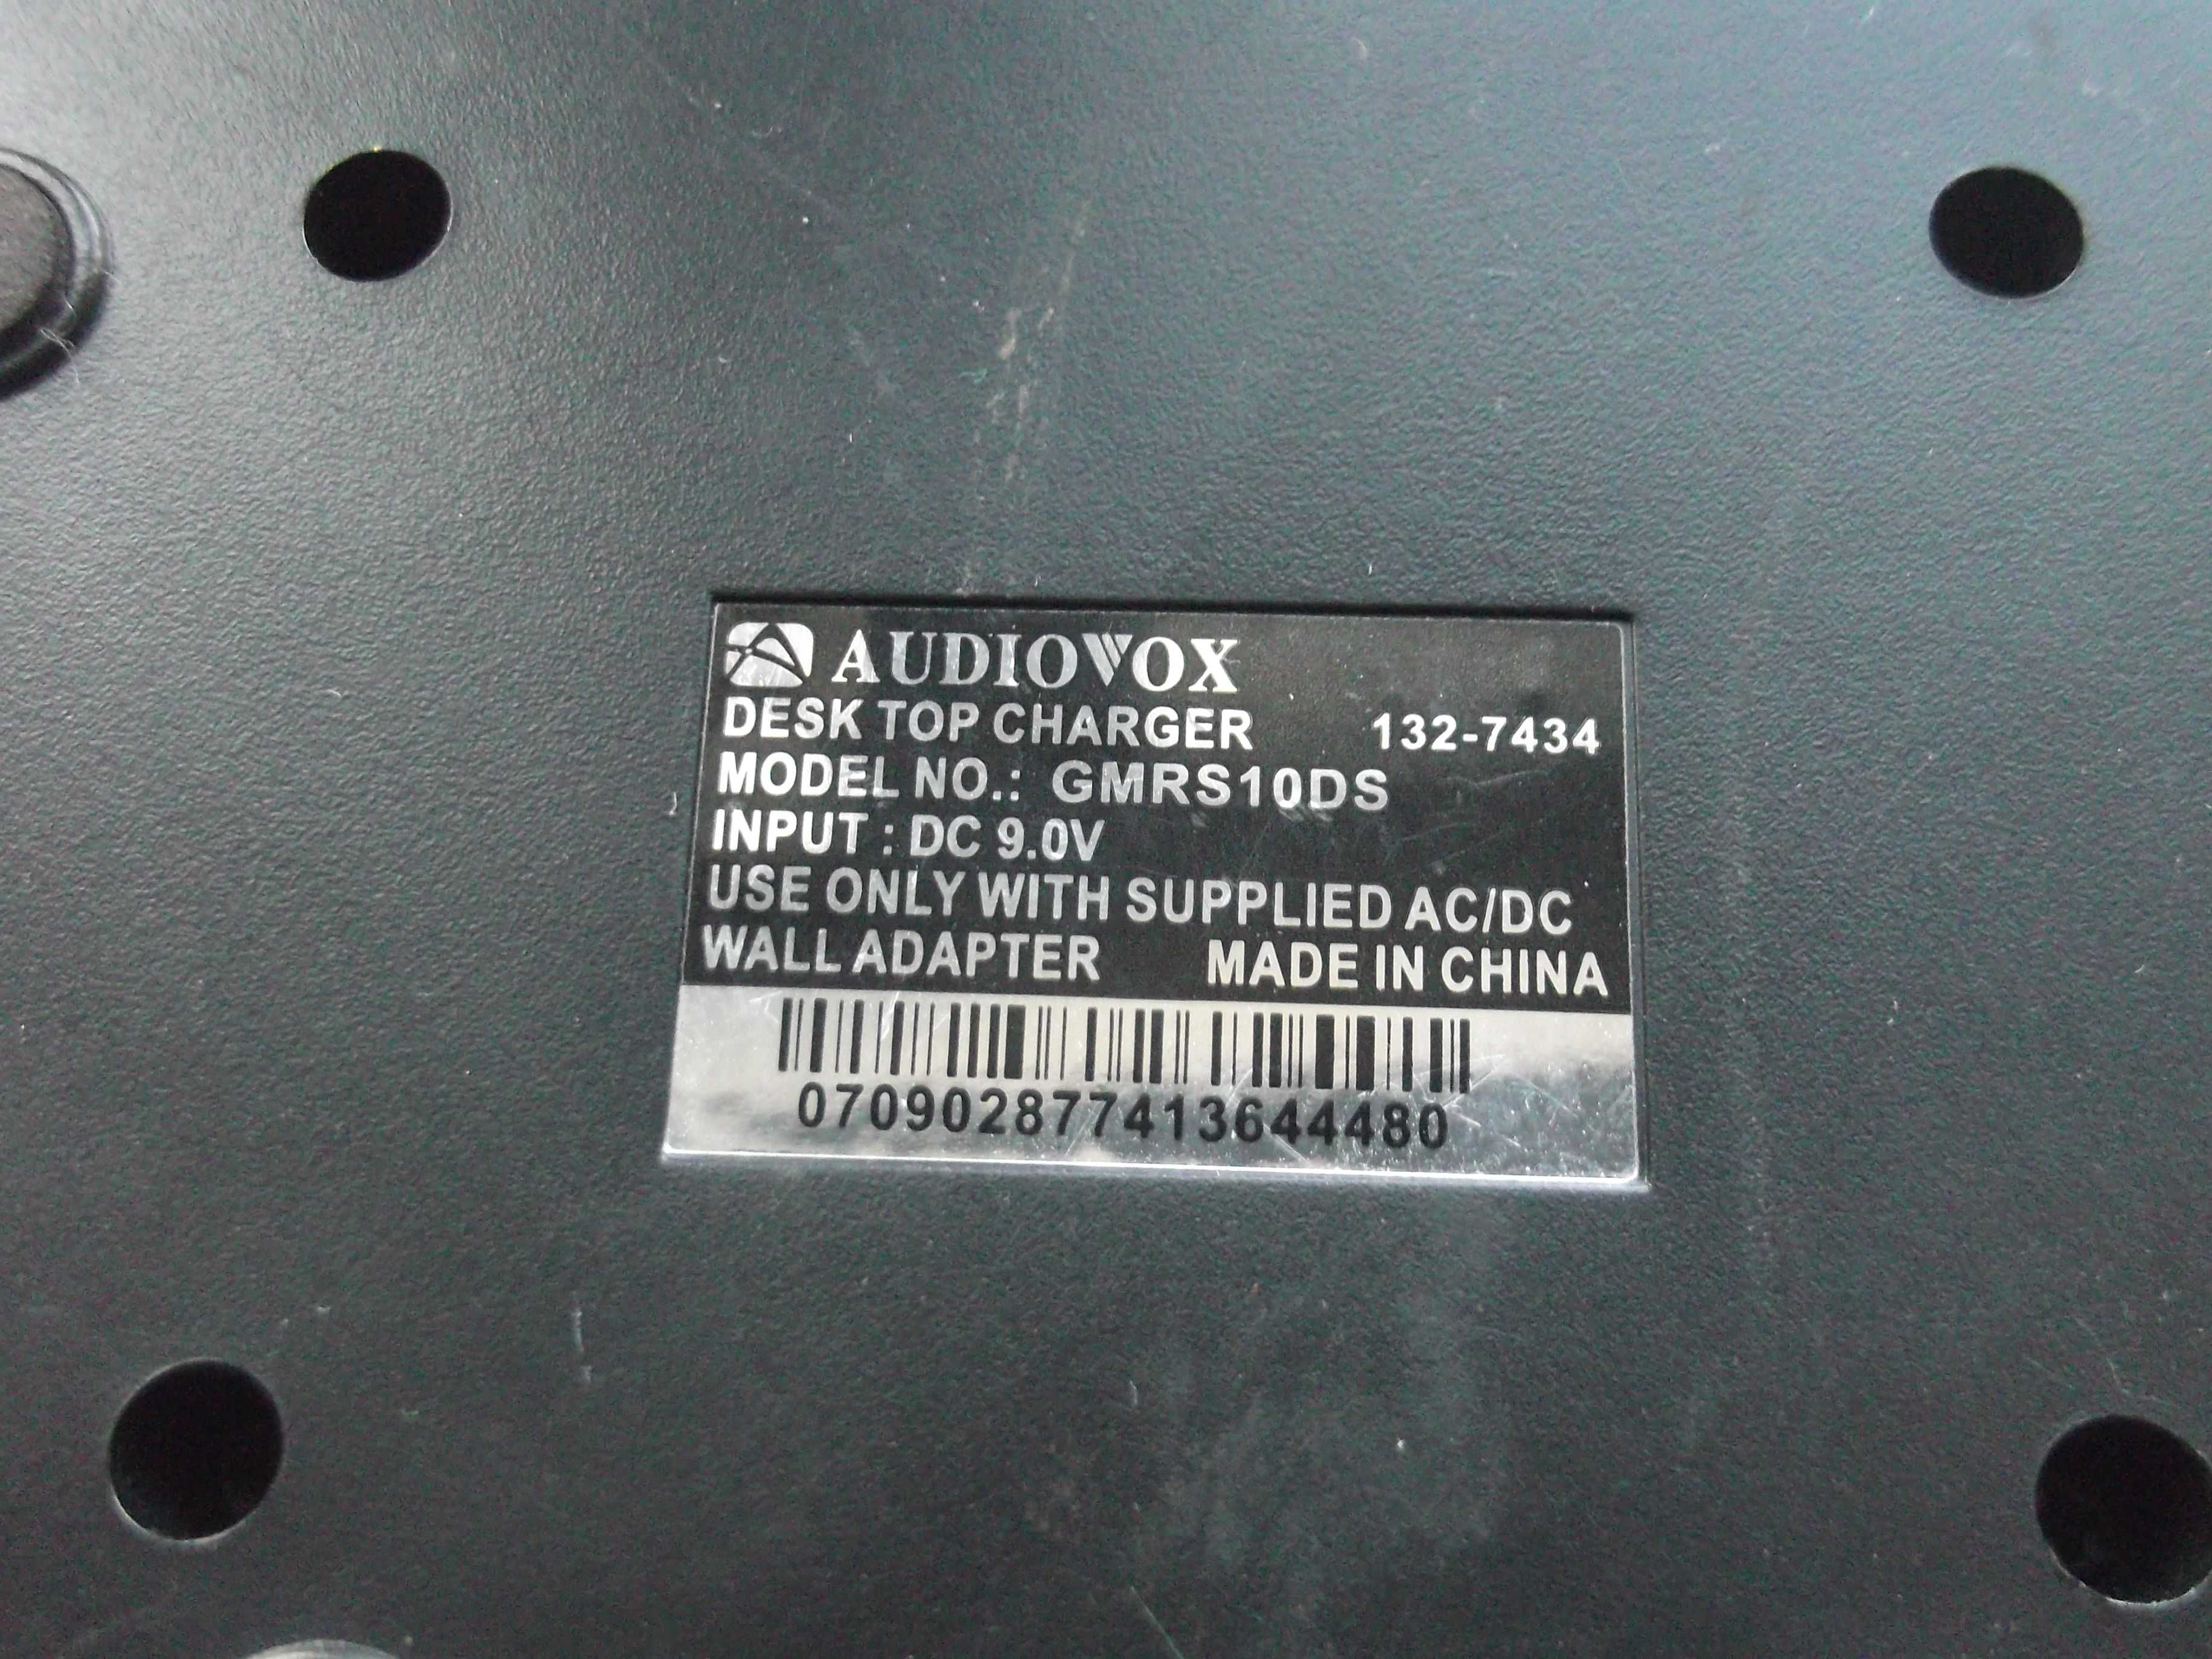 AUDIOVOX
DESK TOP CHARGER 132-7434
MODEL NO.: GMRS10DS
INPUT : DC 9.0V
USE ONLY WITH SUPPLIED AC/DC
WALL ADAPTER MADE IN CHINA
070902877413644480